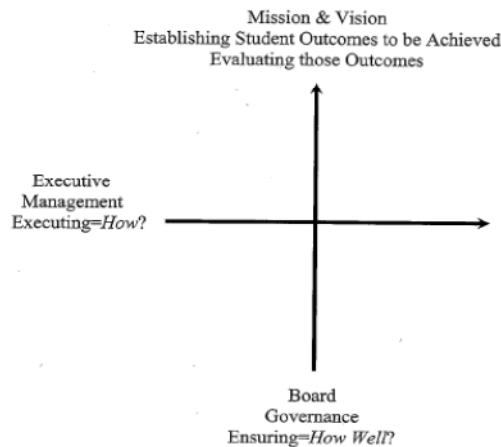 Mission & Vision
Establishing Student Outcomes to be Achieved
Evaluating those Outcomes
Executive
Management
Executing=How?
Board
Governance
Ensuring=How Well?